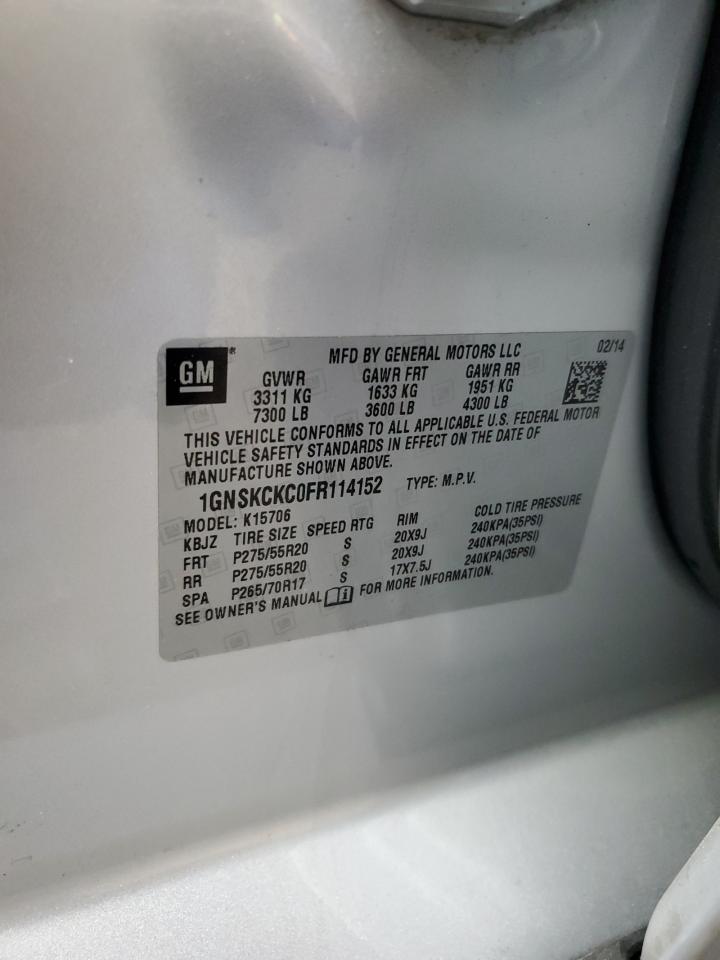 GM
MFD BY GENERAL MOTORS LLC
02/14
GVWR GAWR FRT GAWR RR
3311 KG 1633 KG 1951 KG
7300 LB 3600 LB 4300 LB
THIS VEHICLE CONFORMS TO ALL APPLICABLE U.S. FEDERAL MOTOR
VEHICLE SAFETY STANDARDS IN EFFECT ON THE DATE OF
MANUFACTURE SHOWN ABOVE.
1GNSKCKC0FR114152 TYPE: M.P.V.
MODEL: K15706
KBJZ TIRE SIZE SPEED RTG RIM COLD TIRE PRESSURE
FRT P275/55R20 S 20X9J 240KPA(35PSI)
RR P275/55R20 S 20X9J 240KPA(35PSI)
SPA P265/70R17 S 17X7.5J 240KPA(35PSI)
SEE OWNER'S MANUAL i FOR MORE INFORMATION.